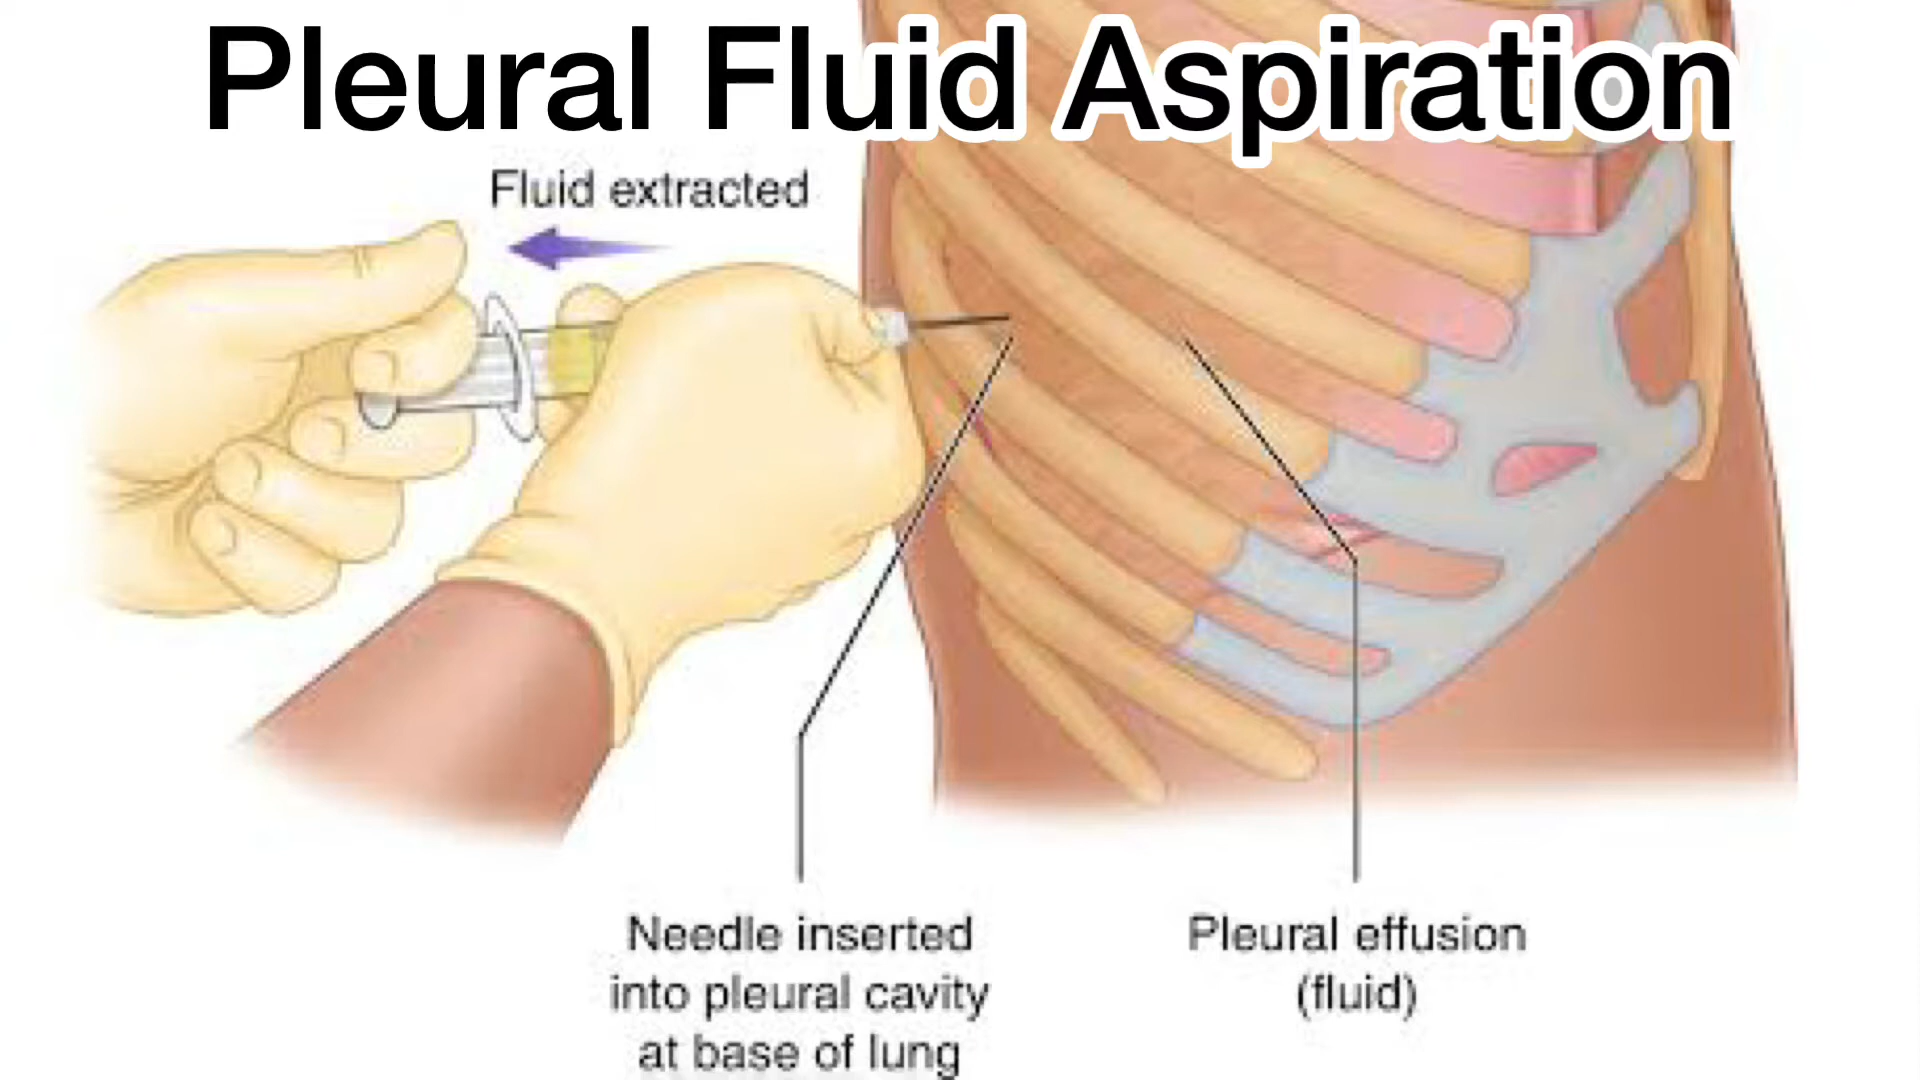 Pleural Fluid Aspiration
Fluid extracted
Needle inserted
into pleural cavity
at base of lung
Pleural effusion
(fluid)